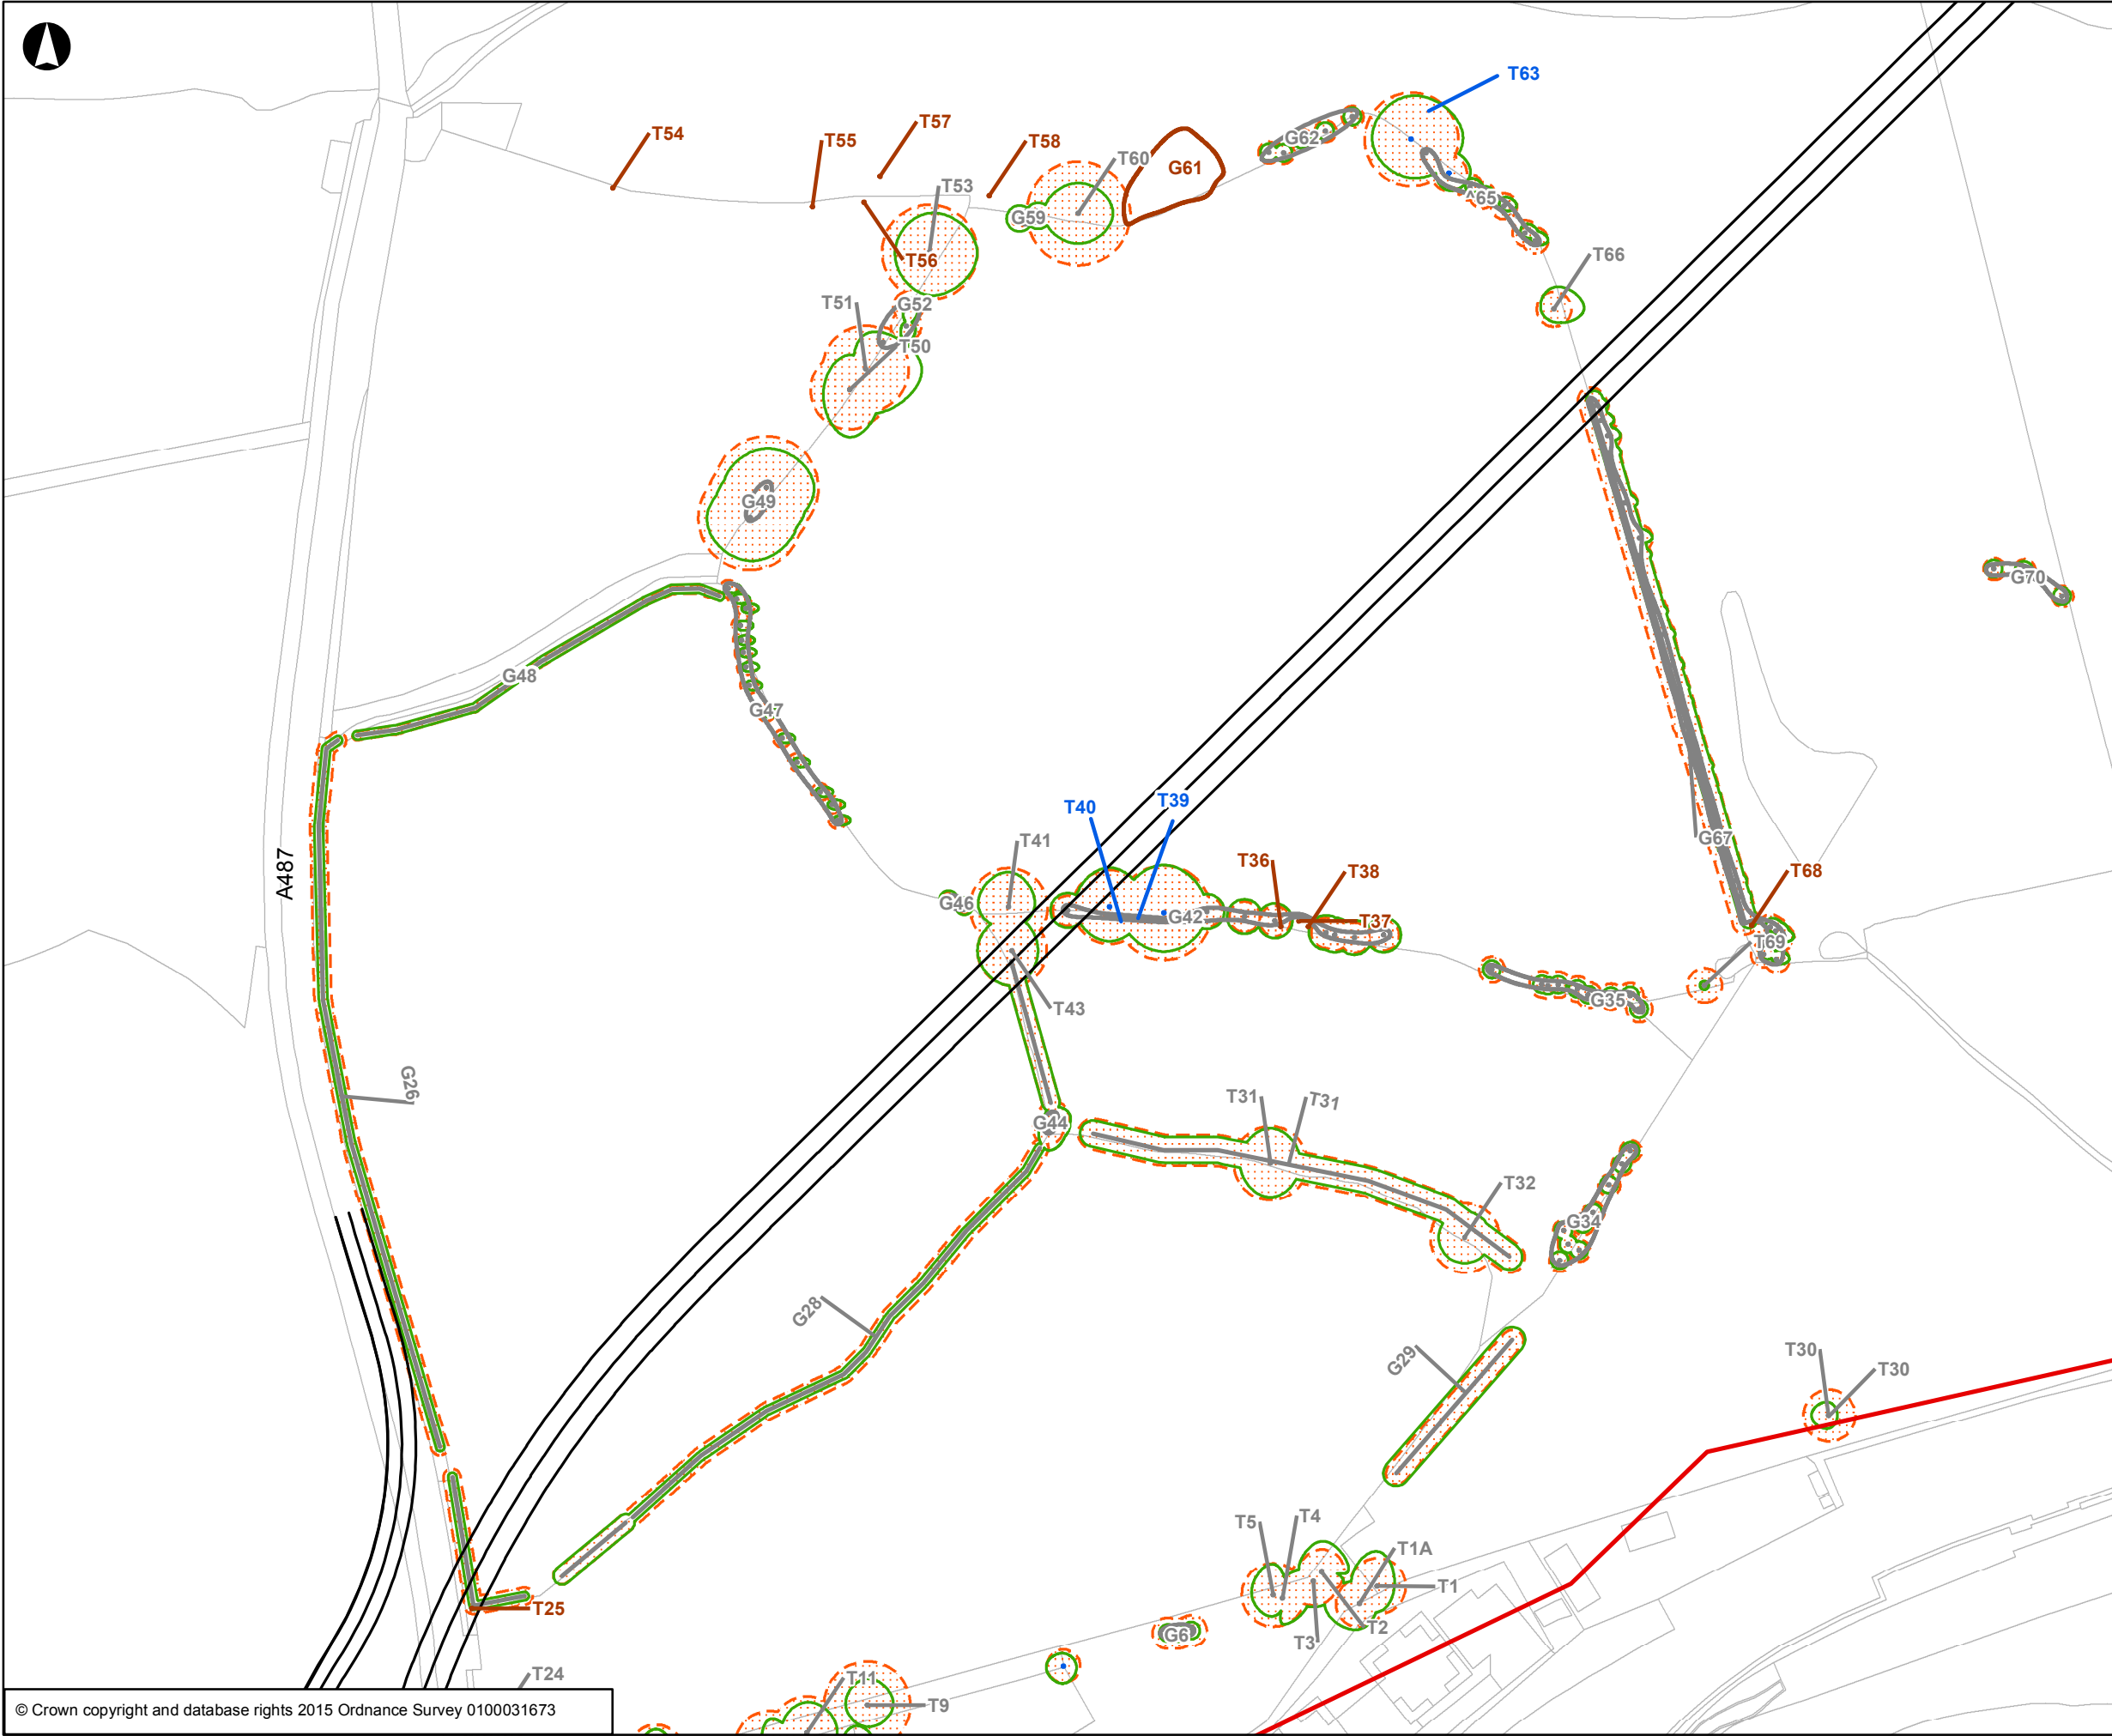 T63
T54
T55
T57
T58
T60
G62
G61
T53
A65
G59
T56
T66
T51
G52
T50
G49
G70
G48
G47
T40
T39
G67
T41
T36
T38
T68
A487
G46
G42
T37
T69
T43
G35
G26
T31
T31
G44
T32
G34
G28
G29
T30
T30
T5
T4
T1A
T1
T25
T2
G6
T3
T24
T11
T9
© Crown copyright and database rights 2015 Ordnance Survey 0100031673